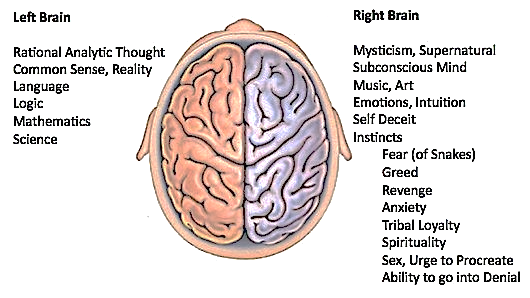 Left Brain
Rational Analytic Thought
Common Sense, Reality
Language
Logic
Mathematics
Science
Right Brain
Mysticism, Supernatural
Subconscious Mind
Music, Art
Emotions, Intuition
Self Deceit
Instincts
Fear (of Snakes)
Greed
Revenge
Anxiety
Tribal Loyalty
Spirituality
Sex, Urge to Procreate
Ability to go into Denial